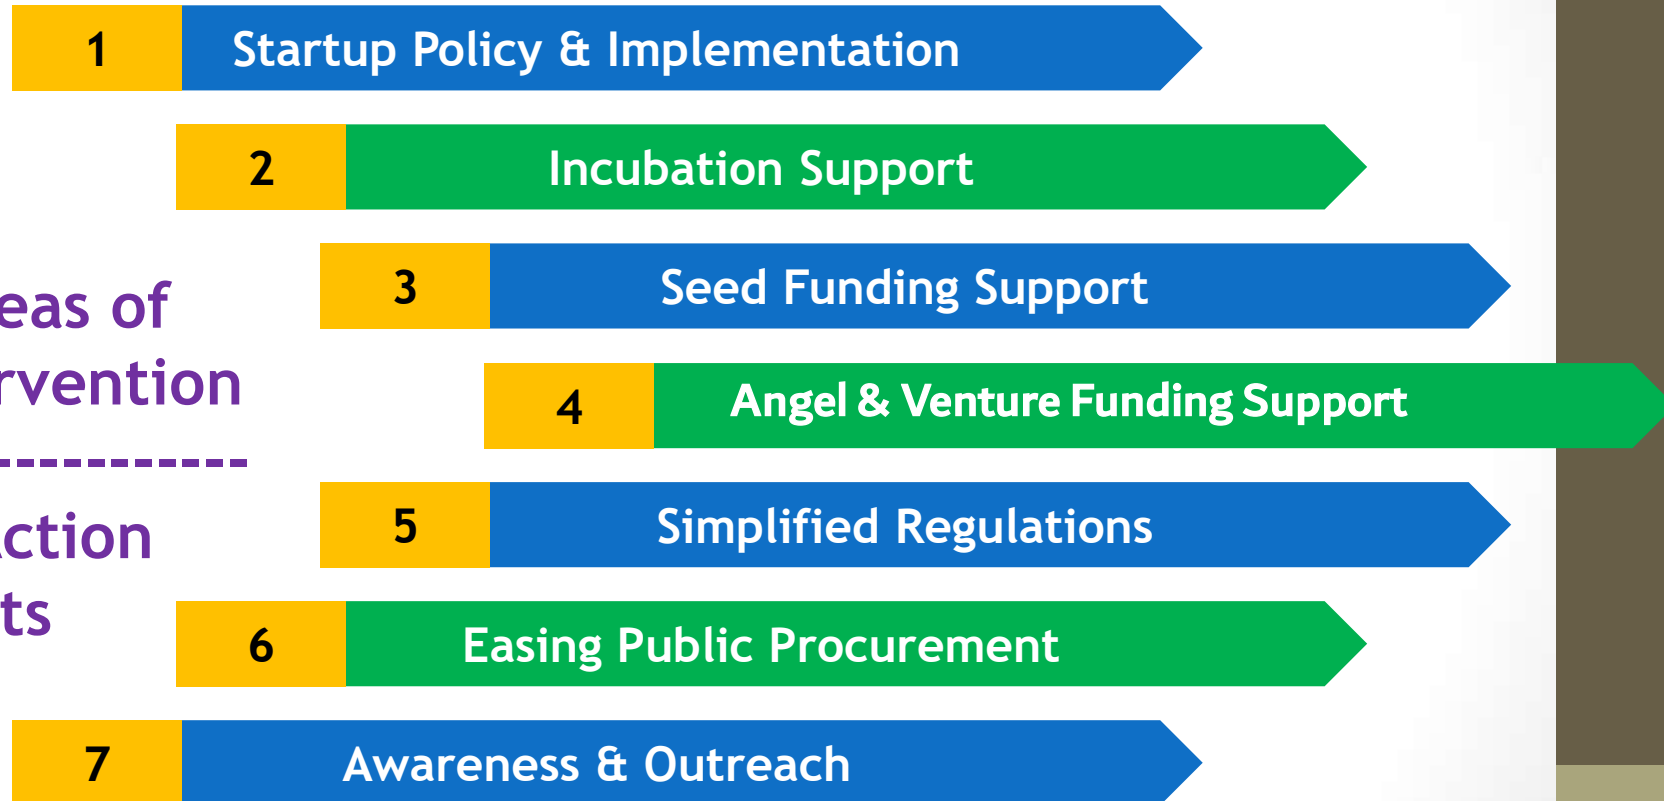 1 Startup Policy & Implementation
2 Incubation Support
3 Seed Funding Support
4 Angel & Venture Funding Support
5 Simplified Regulations
6 Easing Public Procurement
7 Awareness & Outreach
eas of
rvention
ction
ts